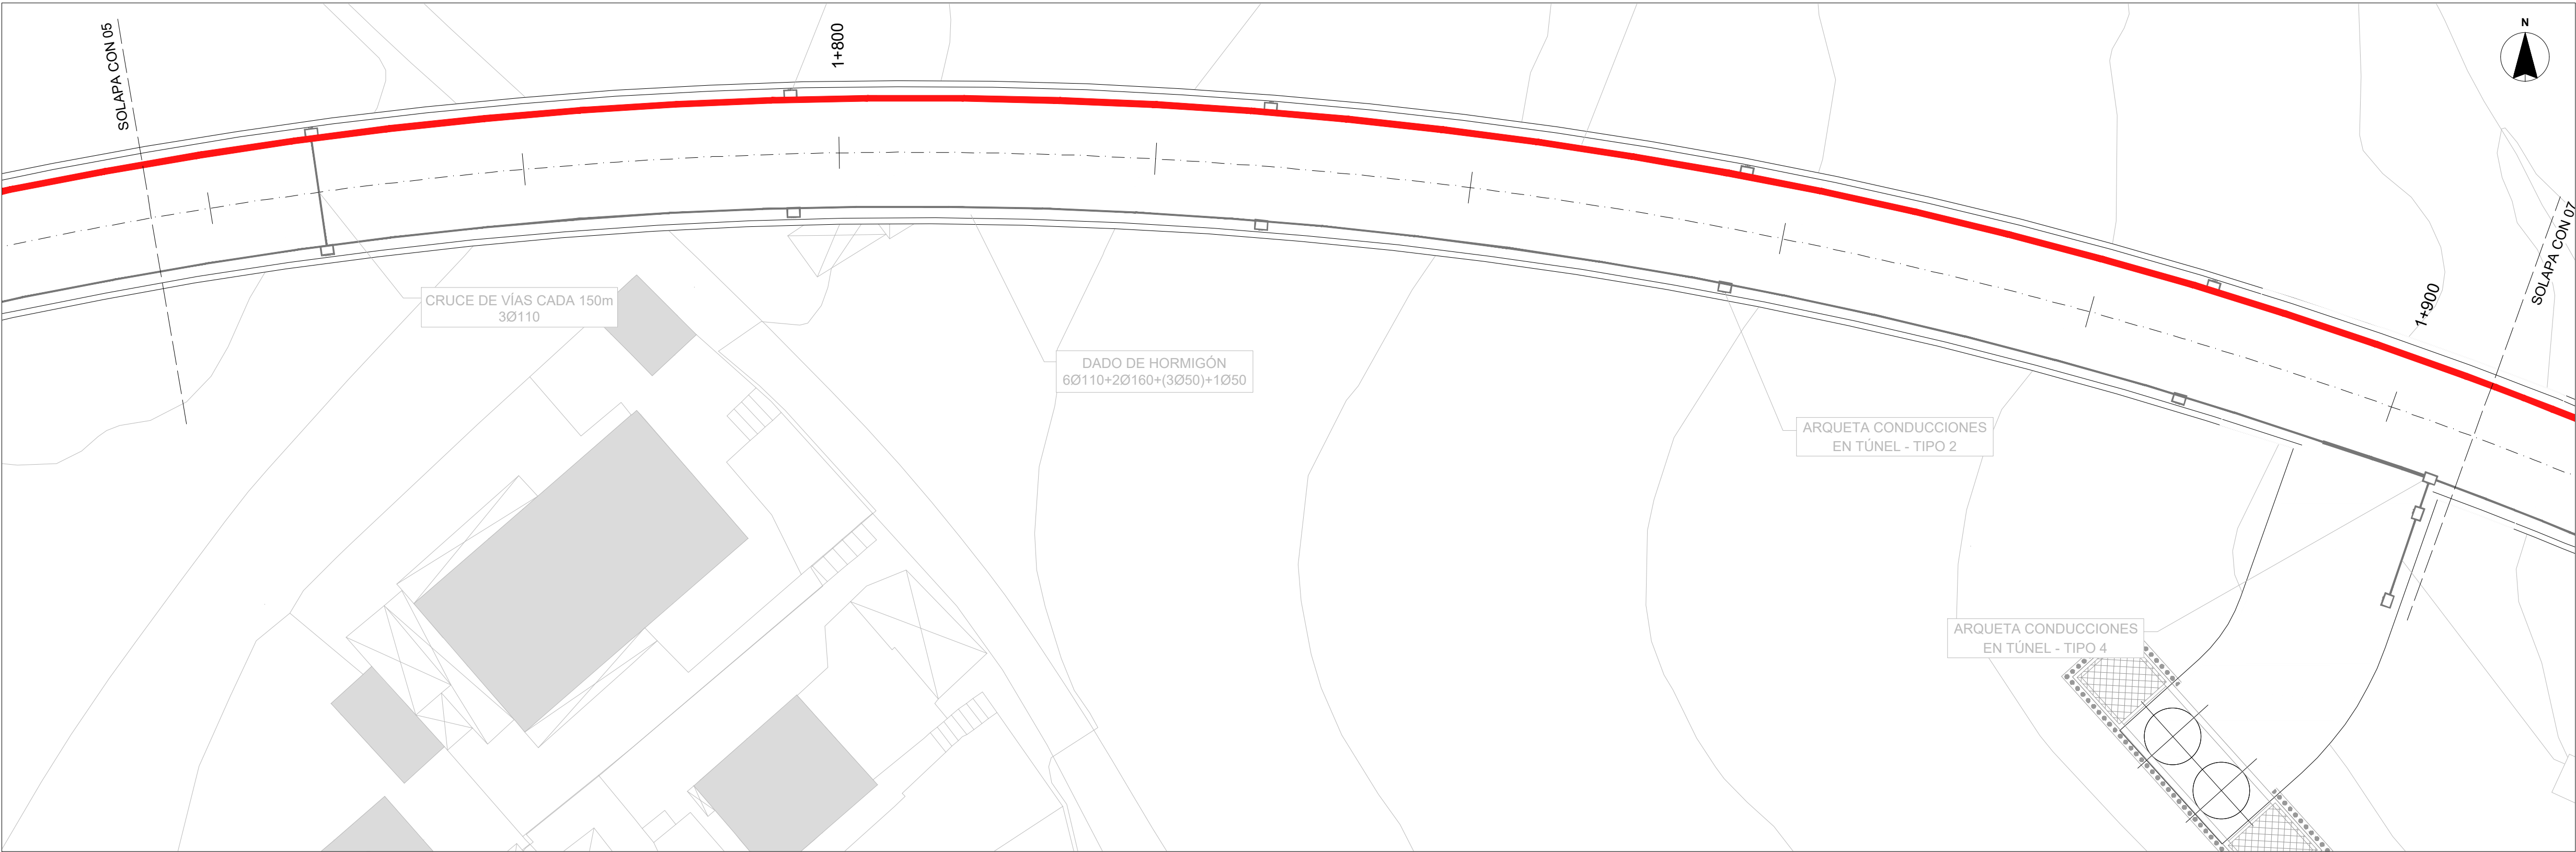 SOLAPA CON 05
1+800
N
CRUCE DE VÍAS CADA 150m
3Ø110
DADO DE HORMIGÓN
6Ø110+2Ø160+(3Ø50)+1Ø50
ARQUETA CONDUCCIONES
EN TÚNEL - TIPO 2
1+900
SOLAPA CON 07
ARQUETA CONDUCCIONES
EN TÚNEL - TIPO 4